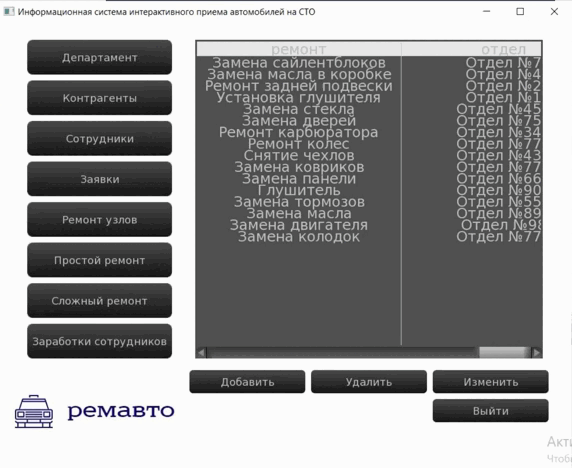 Информационная система интерактивного приема автомобилей на СТО
Департамент
Контрагенты
Сотрудники
Заявки
Ремонт узлов
Простой ремонт
Сложный ремонт
Заработки сотрудников
ремонт отдел
Замена сайлентблоков Отдел №7
Замена масла в коробке Отдел №4
Ремонт задней подвески Отдел №2
Установка глушителя Отдел №1
Замена стекла Отдел №45
Замена дверей Отдел №75
Ремонт карбюратора Отдел №34
Ремонт колес Отдел №77
Снятие чехлов Отдел №43
Замена ковриков Отдел №77
Замена панели Отдел №66
Глушитель Отдел №90
Замена тормозов Отдел №55
Замена масла Отдел №89
Замена двигателя Отдел №98
Замена колодок Отдел №77
Добавить Удалить Изменить
Выйти
ремавто
Акти
Чтобы